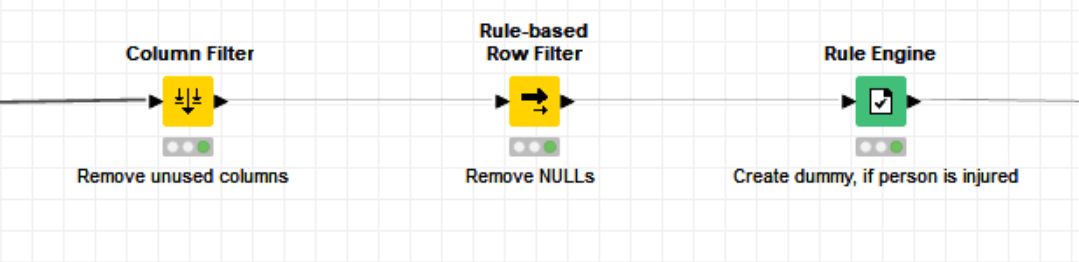 Column Filter
Remove unused columns
Rule-based
Row Filter
Remove NULLs
Rule Engine
Create dummy, if person is injured